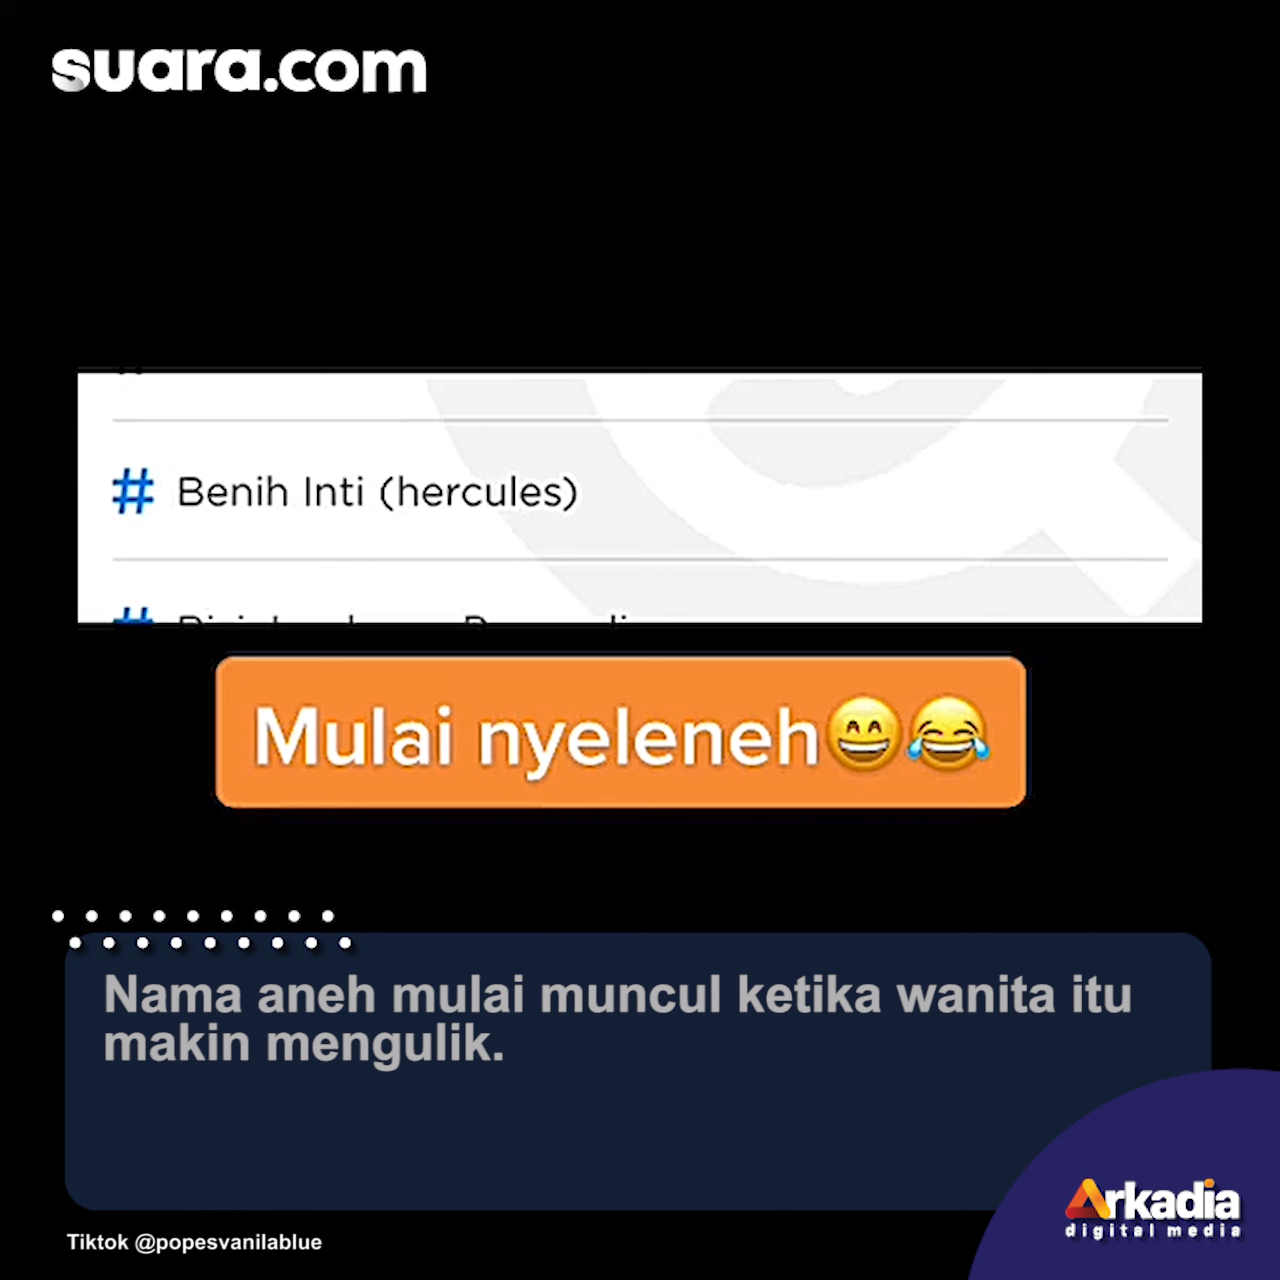 suara.com
# Benih Inti (hercules)
#
Mulai nyeleneh😄😂
Nama aneh mulai muncul ketika wanita itu
makin mengulik.
Arkadia
digital media
Tiktok @popesvanilablue